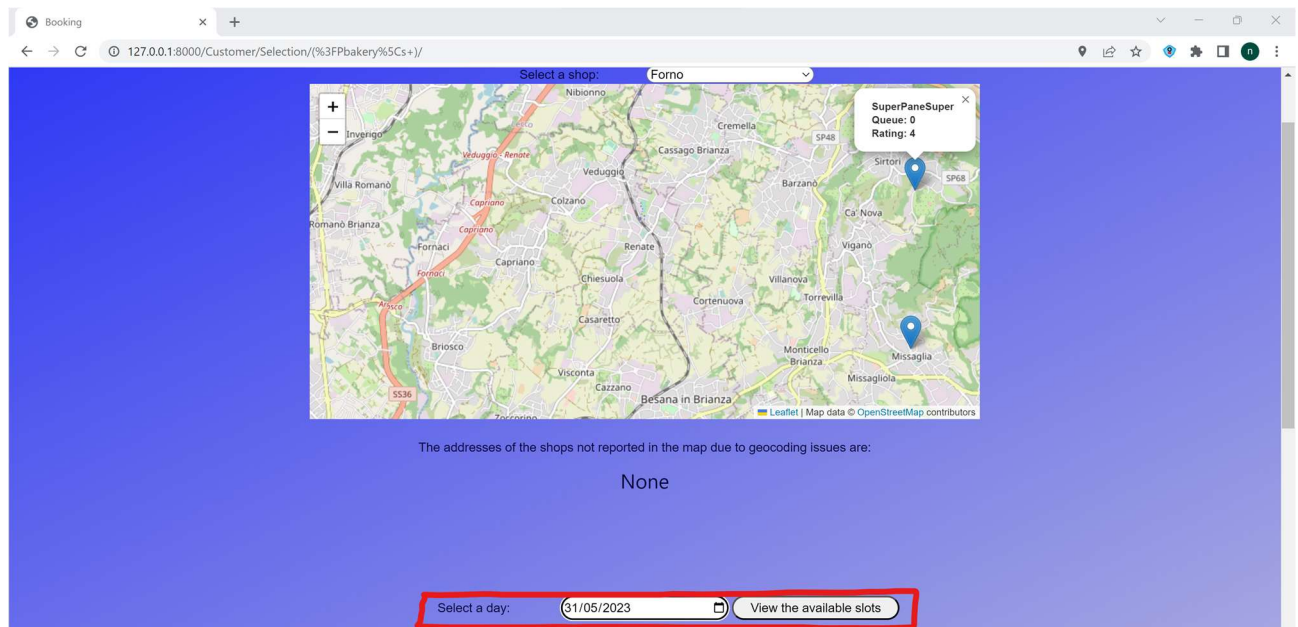 Booking
127.0.0.1:8000/Customer/Selection/(%3FPbakery%5Cs+)/
n
Select a shop: Forno
+
−
Nibionno
Inverigo
Cremella
SP48
SuperPaneSuper
Queue: 0
Rating: 4
Cassago Brianza
Veduggio - Renate
Sirtori
Veduggio
SP68
Villa Romanò
Barzanò
Capriano
Colzano
Ca' Nova
Romanò Brianza
Capriano
Fornaci
Renate
Viganò
Capriano
Fornaci
Chiesuola
Villanova
Cortenuova
Torrevilla
Arosio
Casaretto
Briosco
Monticello
Brianza
Missaglia
Visconta
Missagliola
Cazzano
SS36
Besana in Brianza
Zoccorino
Leaflet | Map data © OpenStreetMap contributors
The addresses of the shops not reported in the map due to geocoding issues are:
None
Select a day: 31/05/2023 View the available slots